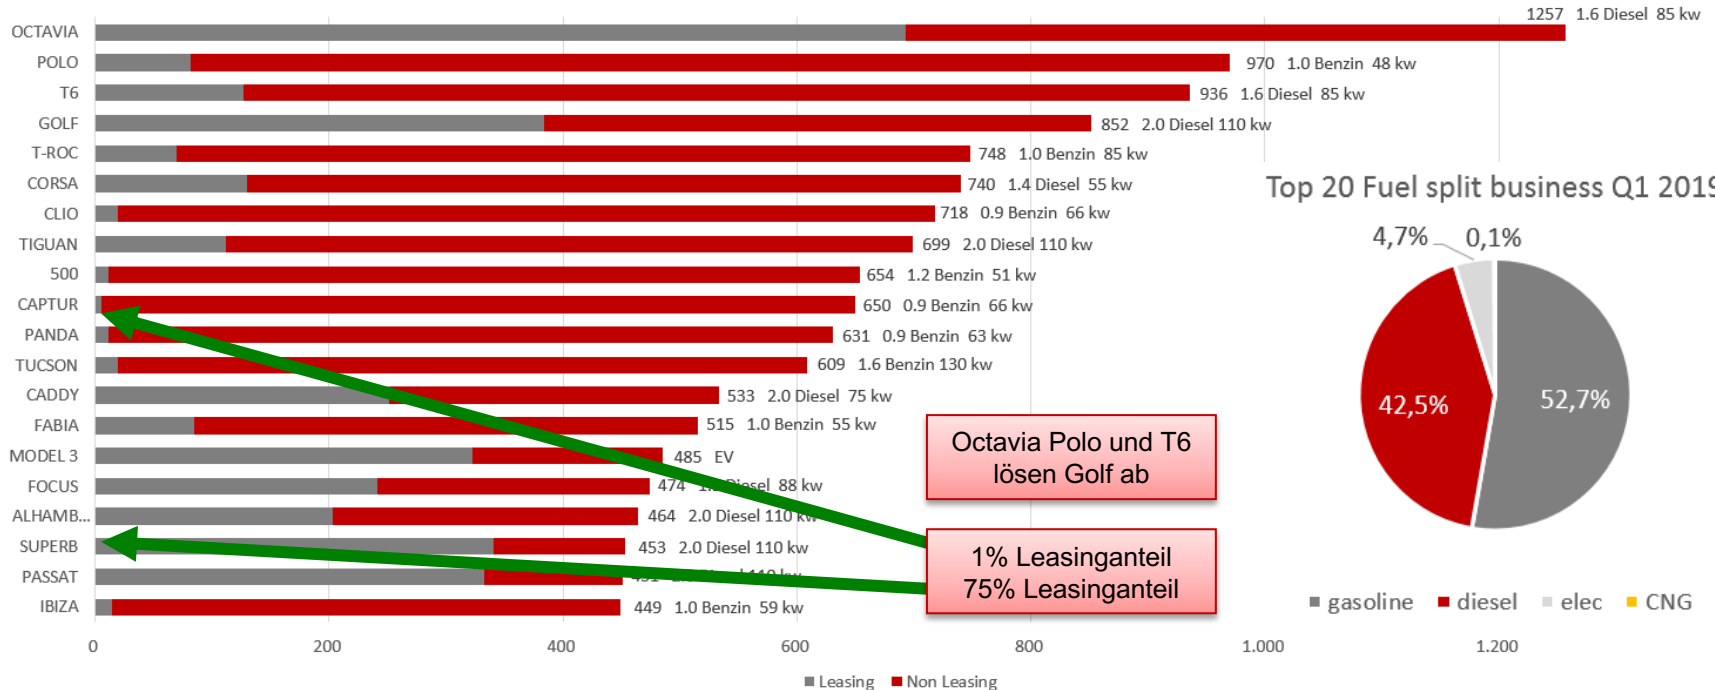 OCTAVIA 1257 1.6 Diesel 85 kw
POLO 970 1.0 Benzin 48 kw
T6 936 1.6 Diesel 85 kw
GOLF 852 2.0 Diesel 110 kw
T-ROC 748 1.0 Benzin 85 kw
CORSA 740 1.4 Diesel 55 kw
CLIO 718 0.9 Benzin 66 kw
TIGUAN 699 2.0 Diesel 110 kw
500 654 1.2 Benzin 51 kw
CAPTUR 650 0.9 Benzin 66 kw
PANDA 631 0.9 Benzin 63 kw
TUCSON 609 1.6 Benzin 130 kw
CADDY 533 2.0 Diesel 75 kw
FABIA 515 1.0 Benzin 55 kw
MODEL 3 485 EV
FOCUS 474 Diesel 88 kw
ALHAMB... 464 2.0 Diesel 110 kw
SUPERB 453 2.0 Diesel 110 kw
PASSAT 451
IBIZA 449 1.0 Benzin 59 kw
0 200 400 600 800 1.000 1.200
Leasing Non Leasing
Octavia Polo und T6
lösen Golf ab
1% Leasinganteil
75% Leasinganteil
Top 20 Fuel split business Q1 2019
4,7% 0,1%
42,5% 52,7%
gasoline diesel elec CNG